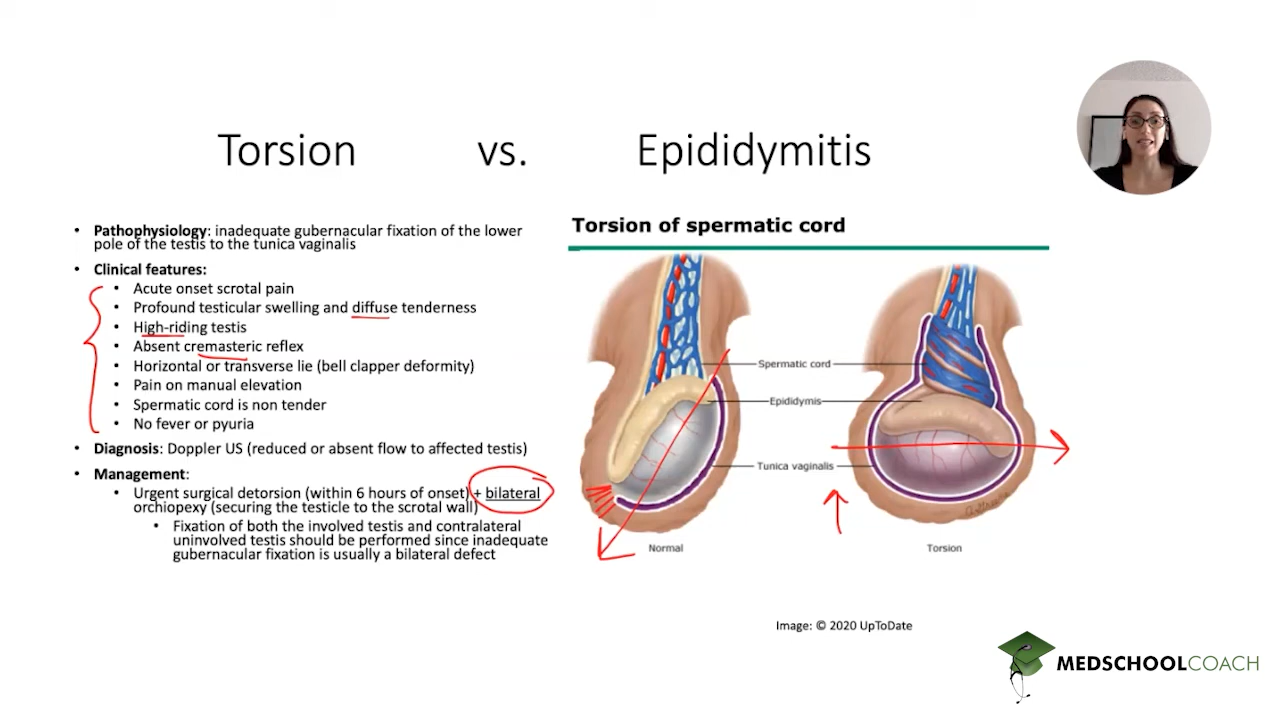 Torsion vs. Epididymitis
• Pathophysiology: inadequate gubernacular fixation of the lower
pole of the testis to the tunica vaginalis
• Clinical features:
• Acute onset scrotal pain
• Profound testicular swelling and diffuse tenderness
• High-riding testis
• Absent cremasteric reflex
• Horizontal or transverse lie (bell clapper deformity)
• Pain on manual elevation
• Spermatic cord is non tender
• No fever or pyuria
• Diagnosis: Doppler US (reduced or absent flow to affected testis)
• Management:
• Urgent surgical detorsion (within 6 hours of onset) + bilateral
orchiopexy (securing the testicle to the scrotal wall)
• Fixation of both the involved testis and contralateral
uninvolved testis should be performed since inadequate
gubernacular fixation is usually a bilateral defect
Torsion of spermatic cord
Spermatic cord
Epididymis
Tunica vaginalis
Normal
Torsion
Image: © 2020 UpToDate
MEDSCHOOLCOACH